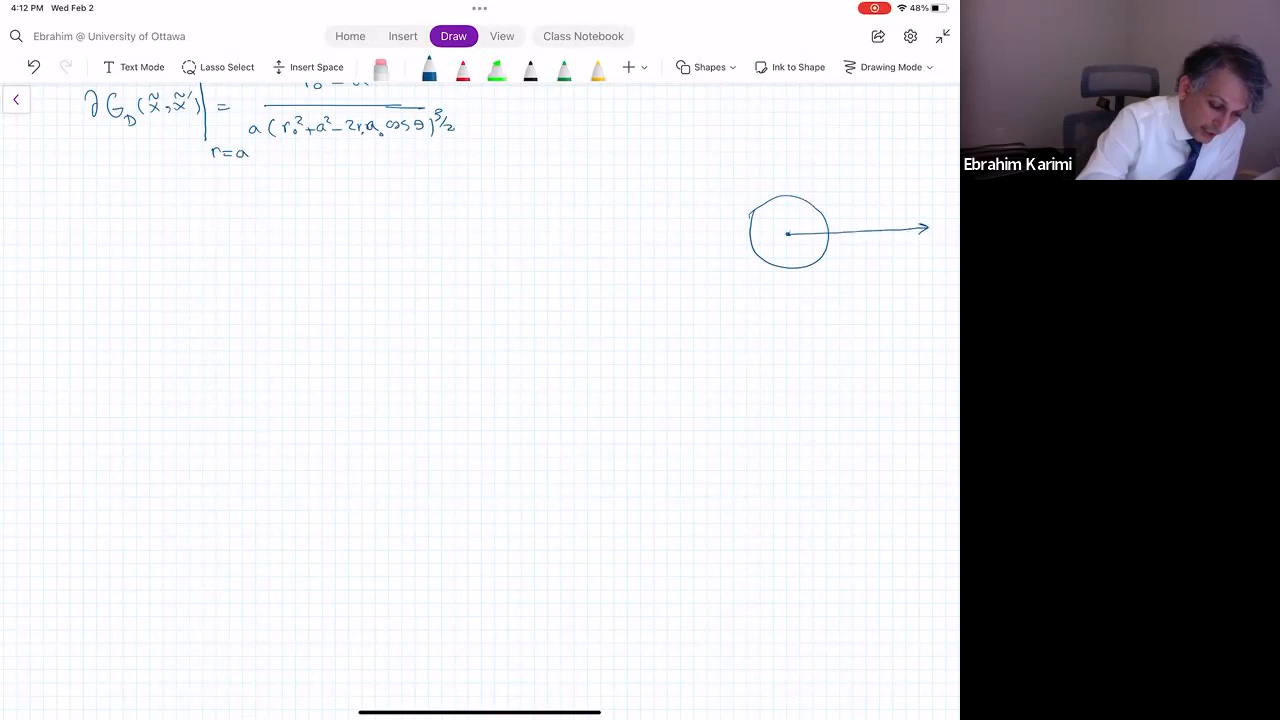 4:12 PM Wed Feb 2
48%
Ebrahim @ University of Ottawa
Home Insert Draw View Class Notebook
Text Mode Lasso Select Insert Space Shapes Ink to Shape Drawing Mode
∂ G_D (x̃, x̃′) | =
a (r₀² + a² − 2r₀a cos θ)^3/2
r=a
Ebrahim Karimi